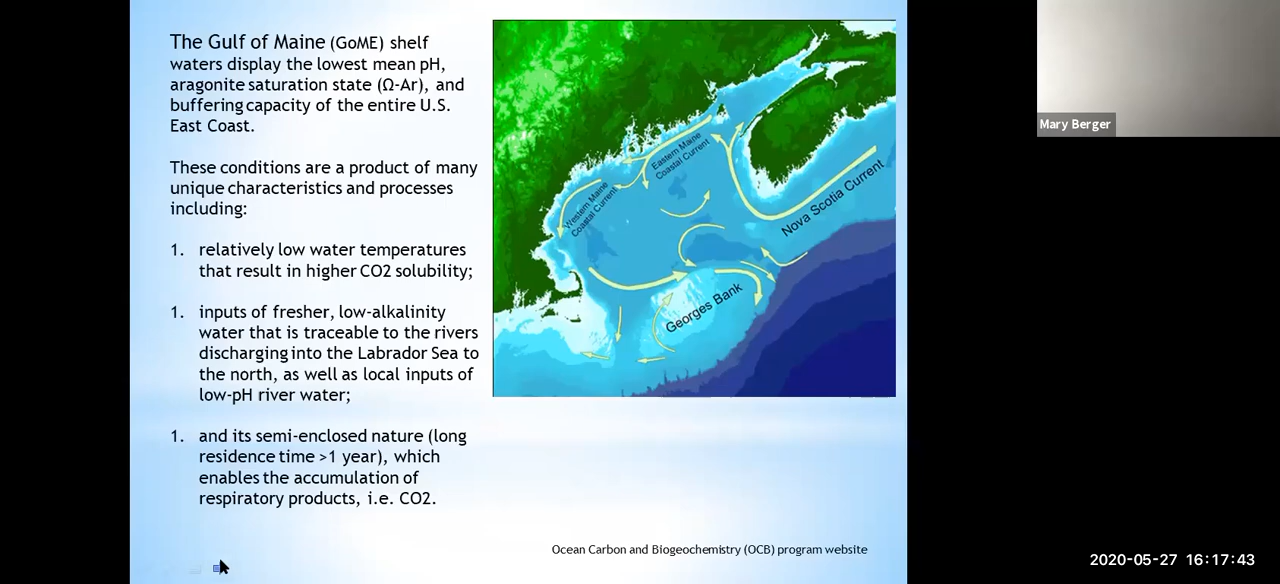 The Gulf of Maine (GoME) shelf
waters display the lowest mean pH,
aragonite saturation state (Ω-Ar), and
buffering capacity of the entire U.S.
East Coast.
These conditions are a product of many
unique characteristics and processes
including:
1. relatively low water temperatures
that result in higher CO2 solubility;
1. inputs of fresher, low-alkalinity
water that is traceable to the rivers
discharging into the Labrador Sea to
the north, as well as local inputs of
low-pH river water;
1. and its semi-enclosed nature (long
residence time >1 year), which
enables the accumulation of
respiratory products, i.e. CO2.
Eastern Maine
Coastal Current
Western Maine
Coastal Current
Nova Scotia Current
Georges Bank
Ocean Carbon and Biogeochemistry (OCB) program website
Mary Berger
2020-05-27 16:17:43